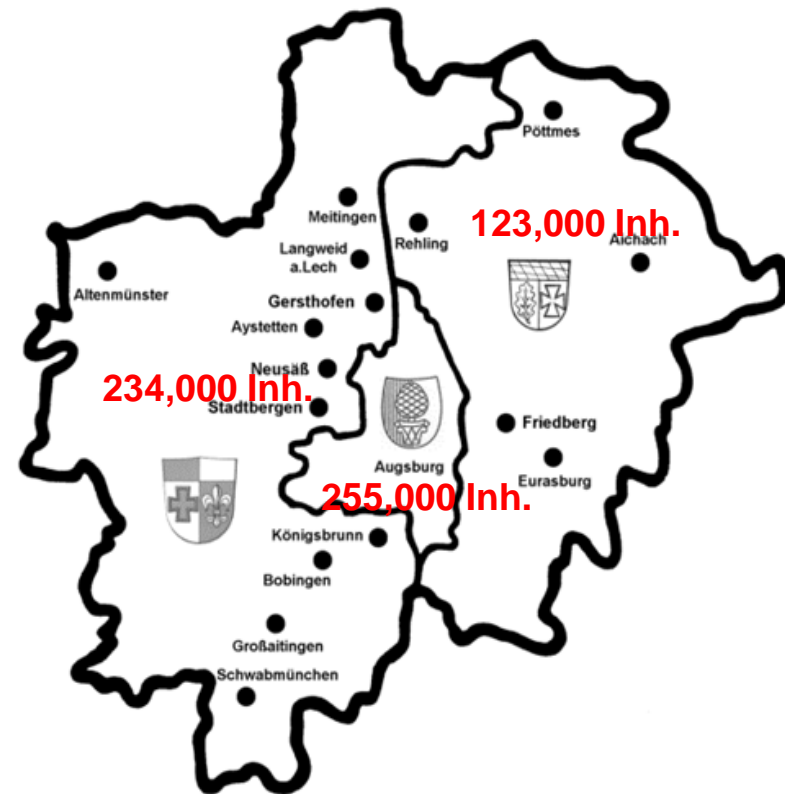 Pöttmes
Meitingen
Rehling
123,000 Inh.
Aichach
Langweid
a.Lech
Altenmünster
Gersthofen
Aystetten
Neusäß
234,000 Inh.
Stadtbergen
Friedberg
Augsburg
Eurasburg
255,000 Inh.
Königsbrunn
Bobingen
Großaitingen
Schwabmünchen